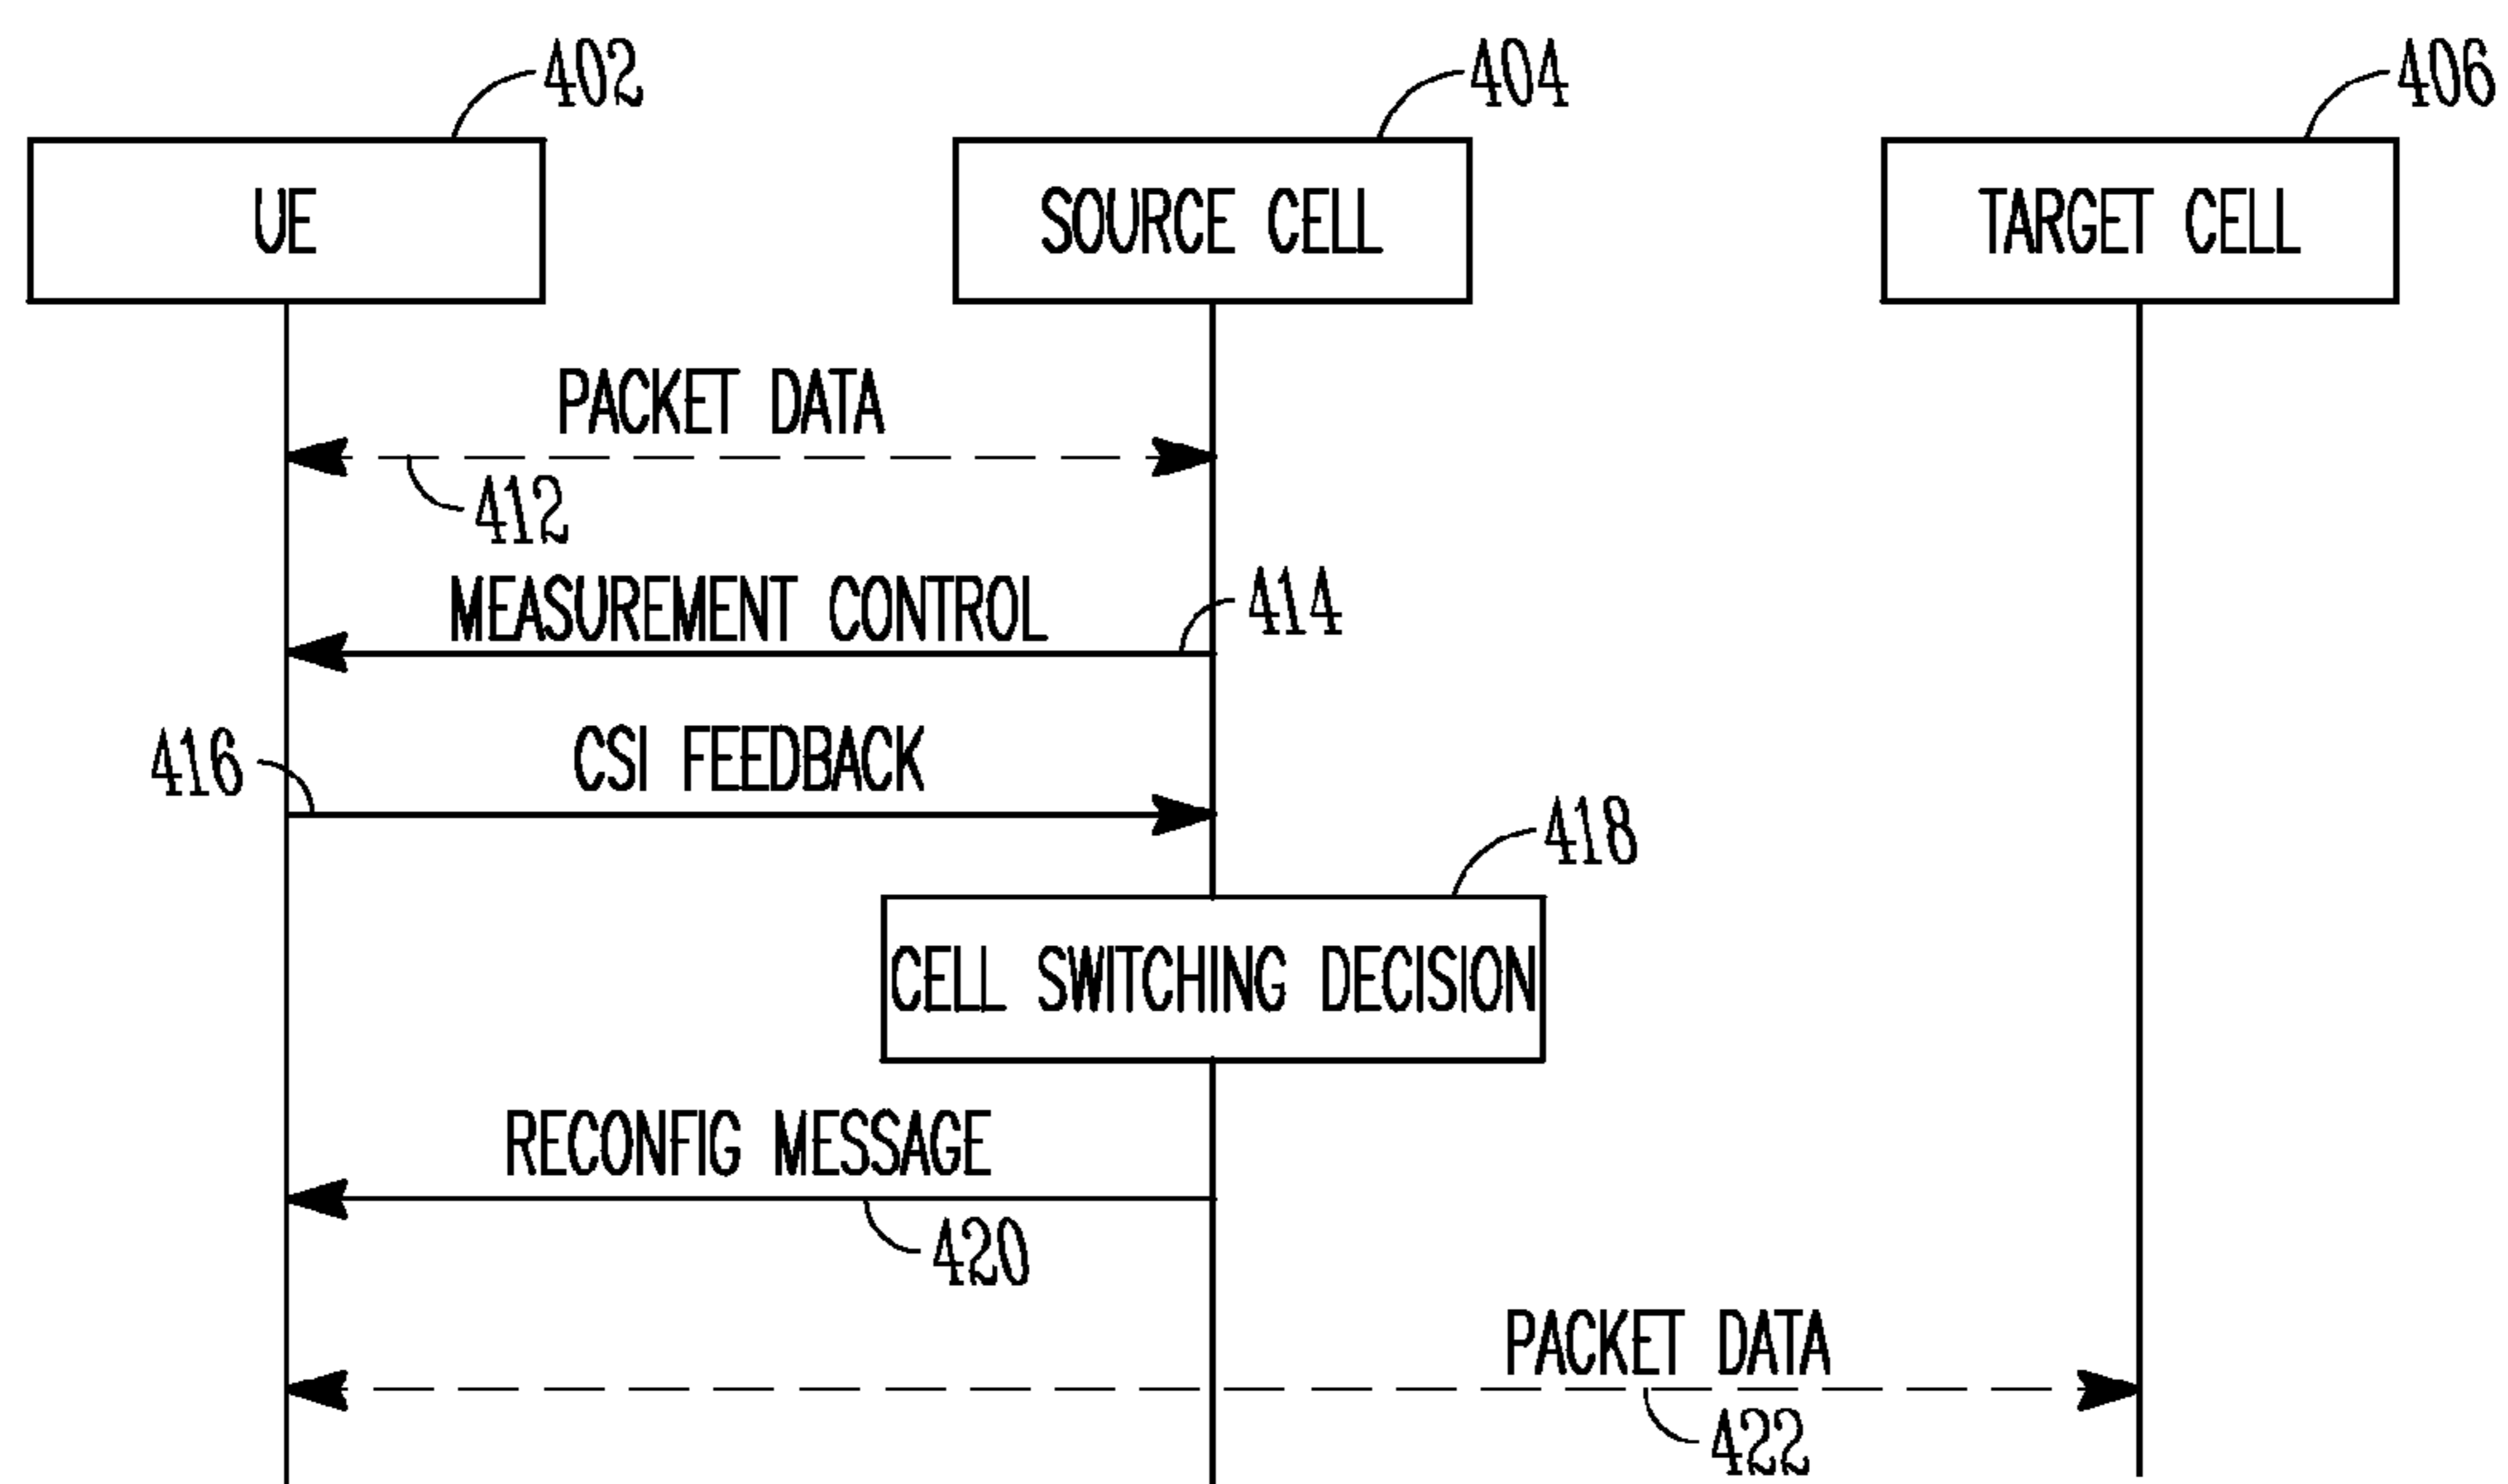 402
404
406
UE
SOURCE CELL
TARGET CELL
PACKET DATA
412
MEASUREMENT CONTROL
414
CSI FEEDBACK
416
418
CELL SWITCHING DECISION
RECONFIG MESSAGE
420
PACKET DATA
422